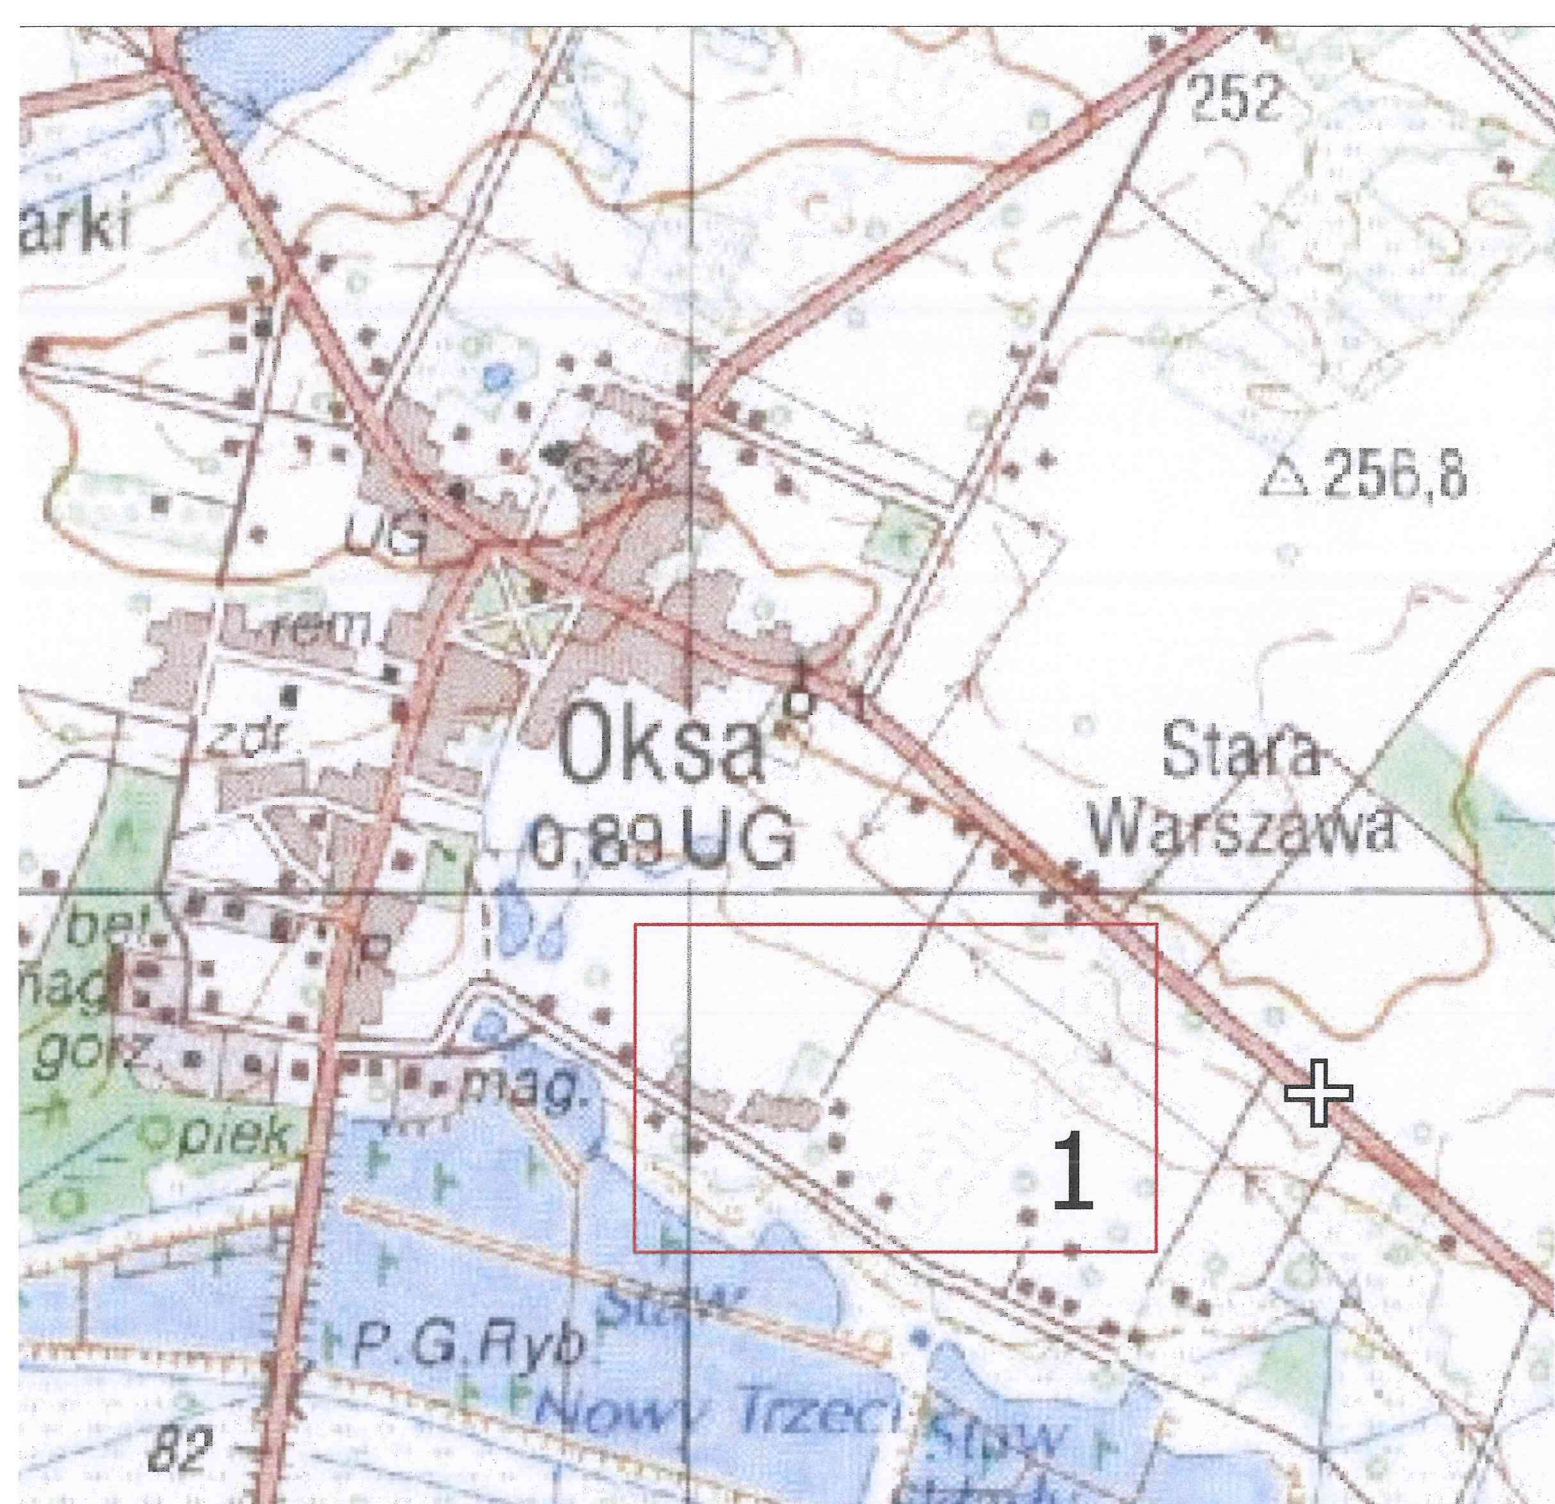 252
arki
256,8
szk.
UG
rem.
Oksa
0,89 UG
zdr.
Stara
Warszawa
bet.
mag.
gorz.
mag.
piek.
1
Staw
P.G.Ryb.
Nowy Trzeci
Staw
82